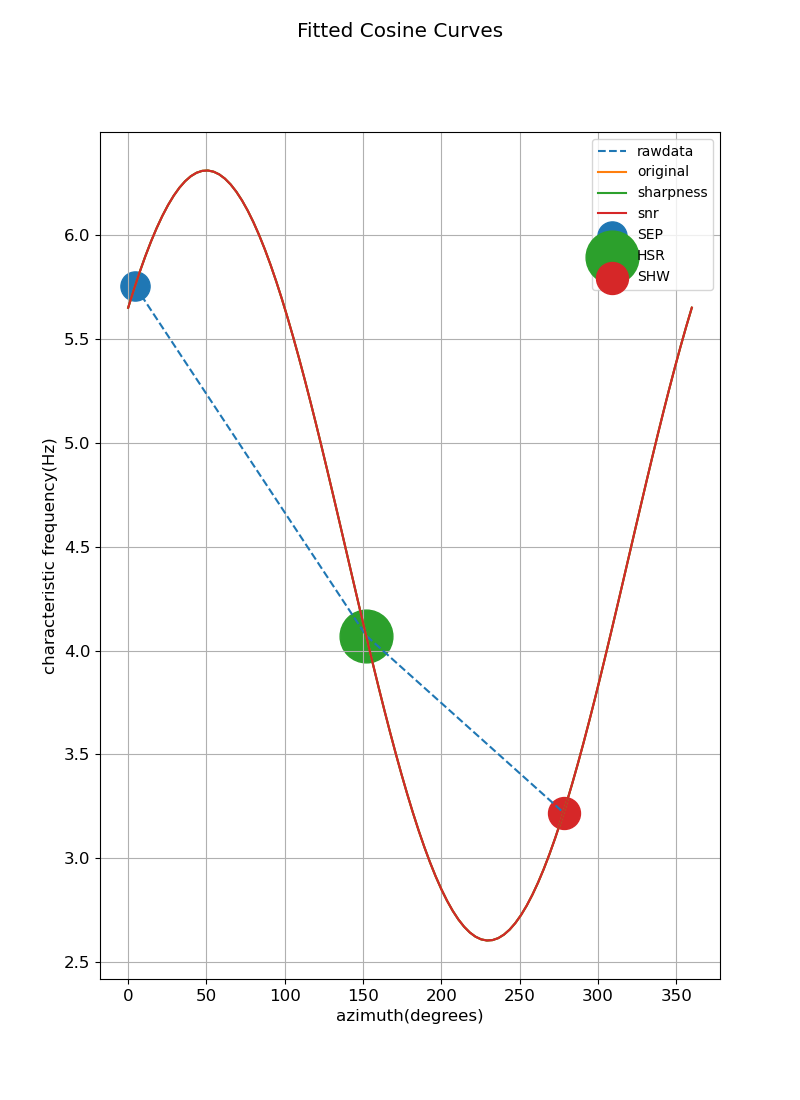 Fitted Cosine Curves
rawdata
original
sharpness
snr
SEP
HSR
SHW
6.0
5.5
5.0
4.5
4.0
3.5
3.0
2.5
characteristic frequency(Hz)
0 50 100 150 200 250 300 350
azimuth(degrees)